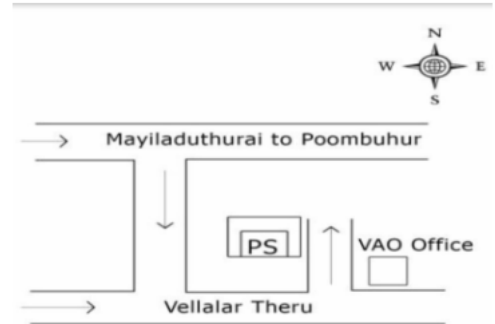 N
W E
S
Mayiladuthurai to Poombuhur
PS
VAO Office
Vellalar Theru